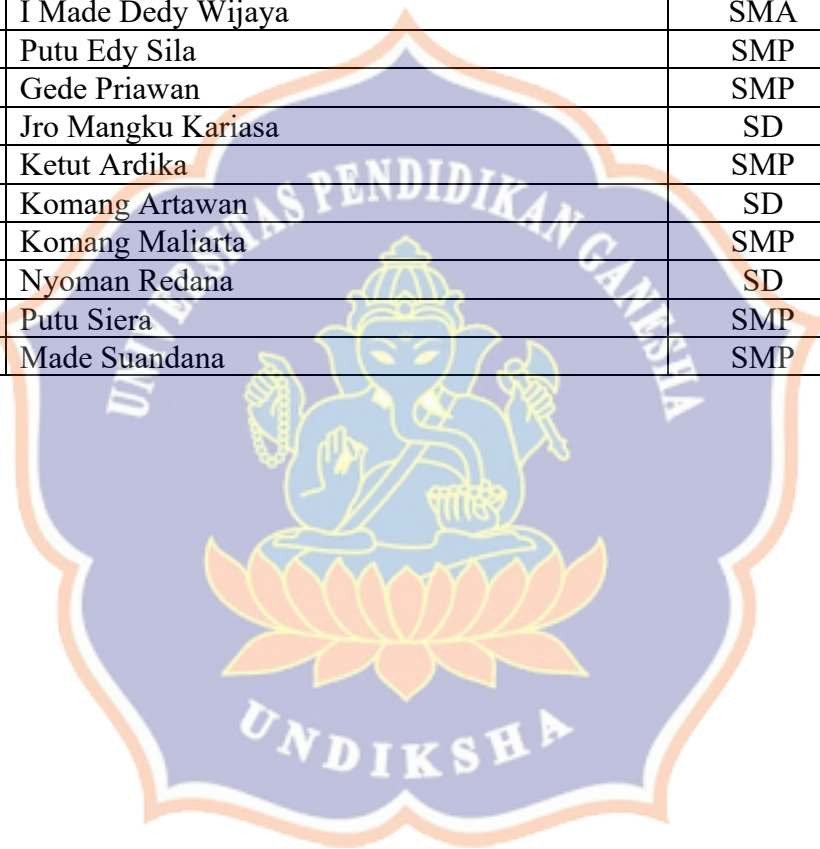 I Made Dedy Wijaya SMA
Putu Edy Sila SMP
Gede Priawan SMP
Jro Mangku Kariasa SD
Ketut Ardika SMP
Komang Artawan SD
Komang Maliarta SMP
Nyoman Redana SD
Putu Siera SMP
Made Suandana SMP
UNIVERSITAS PENDIDIKAN GANESHA
UNDIKSHA